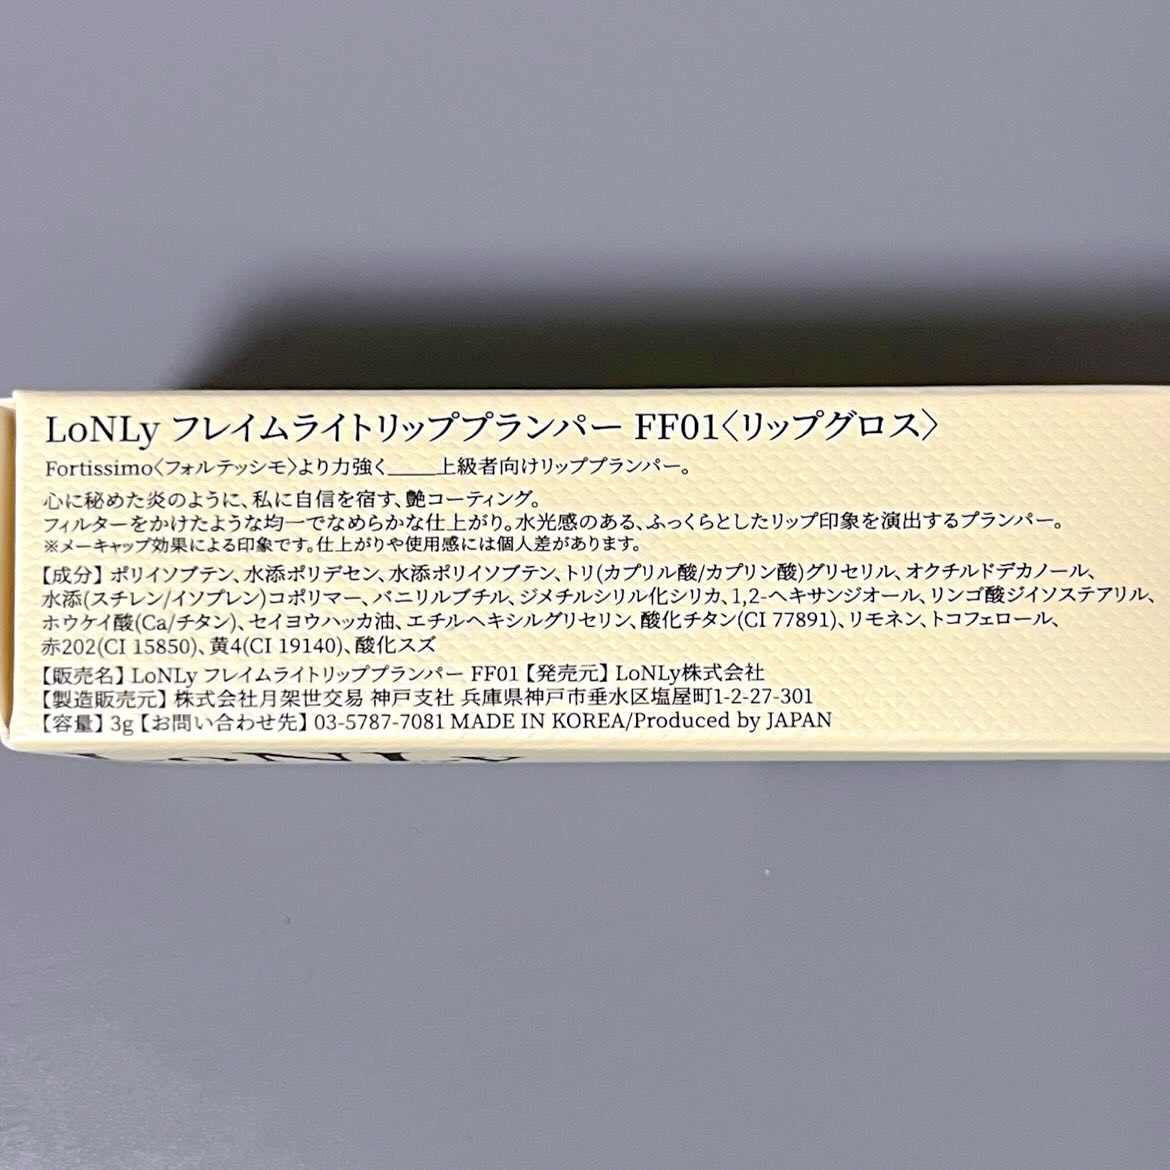 LoNLy フレイムライトリッププランパー FF01〈リップグロス〉
Fortissimo〈フォルテッシモ〉より力強く____上級者向けリッププランパー。
心に秘めた炎のように、私に自信を宿す、艶コーティング。
フィルターをかけたような均一でなめらかな仕上がり。水光感のある、ふっくらとしたリップ印象を演出するプランパー。
※メーキャップ効果による印象です。仕上がりや使用感には個人差があります。
【成分】ポリイソブテン、水添ポリデセン、水添ポリイソブテン、トリ(カプリル酸/カプリン酸)グリセリル、オクチルドデカノール、
水添(スチレン/イソプレン)コポリマー、バニリルブチル、ジメチルシリル化シリカ、1,2-ヘキサンジオール、リンゴ酸ジイソステアリル、
ホウケイ酸(Ca/チタン)、セイヨウハッカ油、エチルヘキシルグリセリン、酸化チタン(CI 77891)、リモネン、トコフェロール、
赤202(CI 15850)、黄4(CI 19140)、酸化スズ
【販売名】LoNLy フレイムライトリッププランパー FF01【発売元】LoNLy株式会社
【製造販売元】株式会社月架世交易 神戸支社 兵庫県神戸市垂水区塩屋町1-2-27-301
【容量】3g【お問い合わせ先】03-5787-7081 MADE IN KOREA/Produced by JAPAN
LoNLy